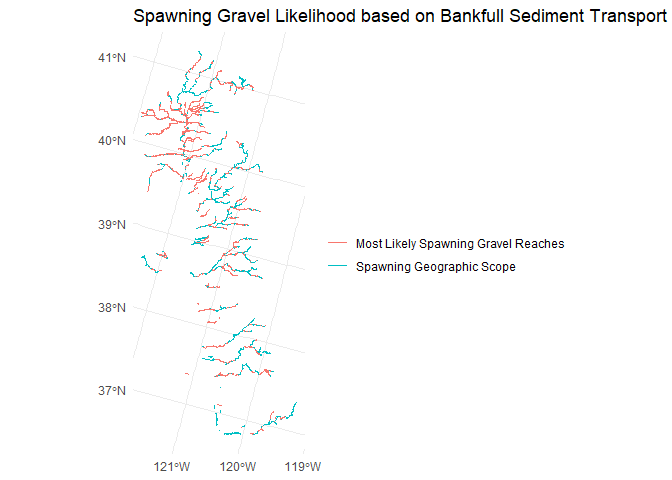 Spawning Gravel Likelihood based on Bankfull Sediment Transport
41°N
40°N
39°N
38°N
37°N
Most Likely Spawning Gravel Reaches
Spawning Geographic Scope
121°W 120°W 119°W